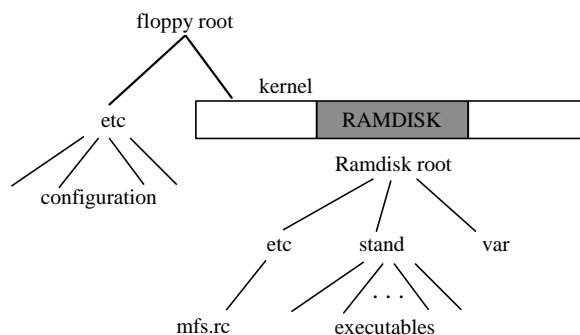 floppy root
kernel
etc
RAMDISK
Ramdisk root
configuration
etc stand var
. . .
mfs.rc executables